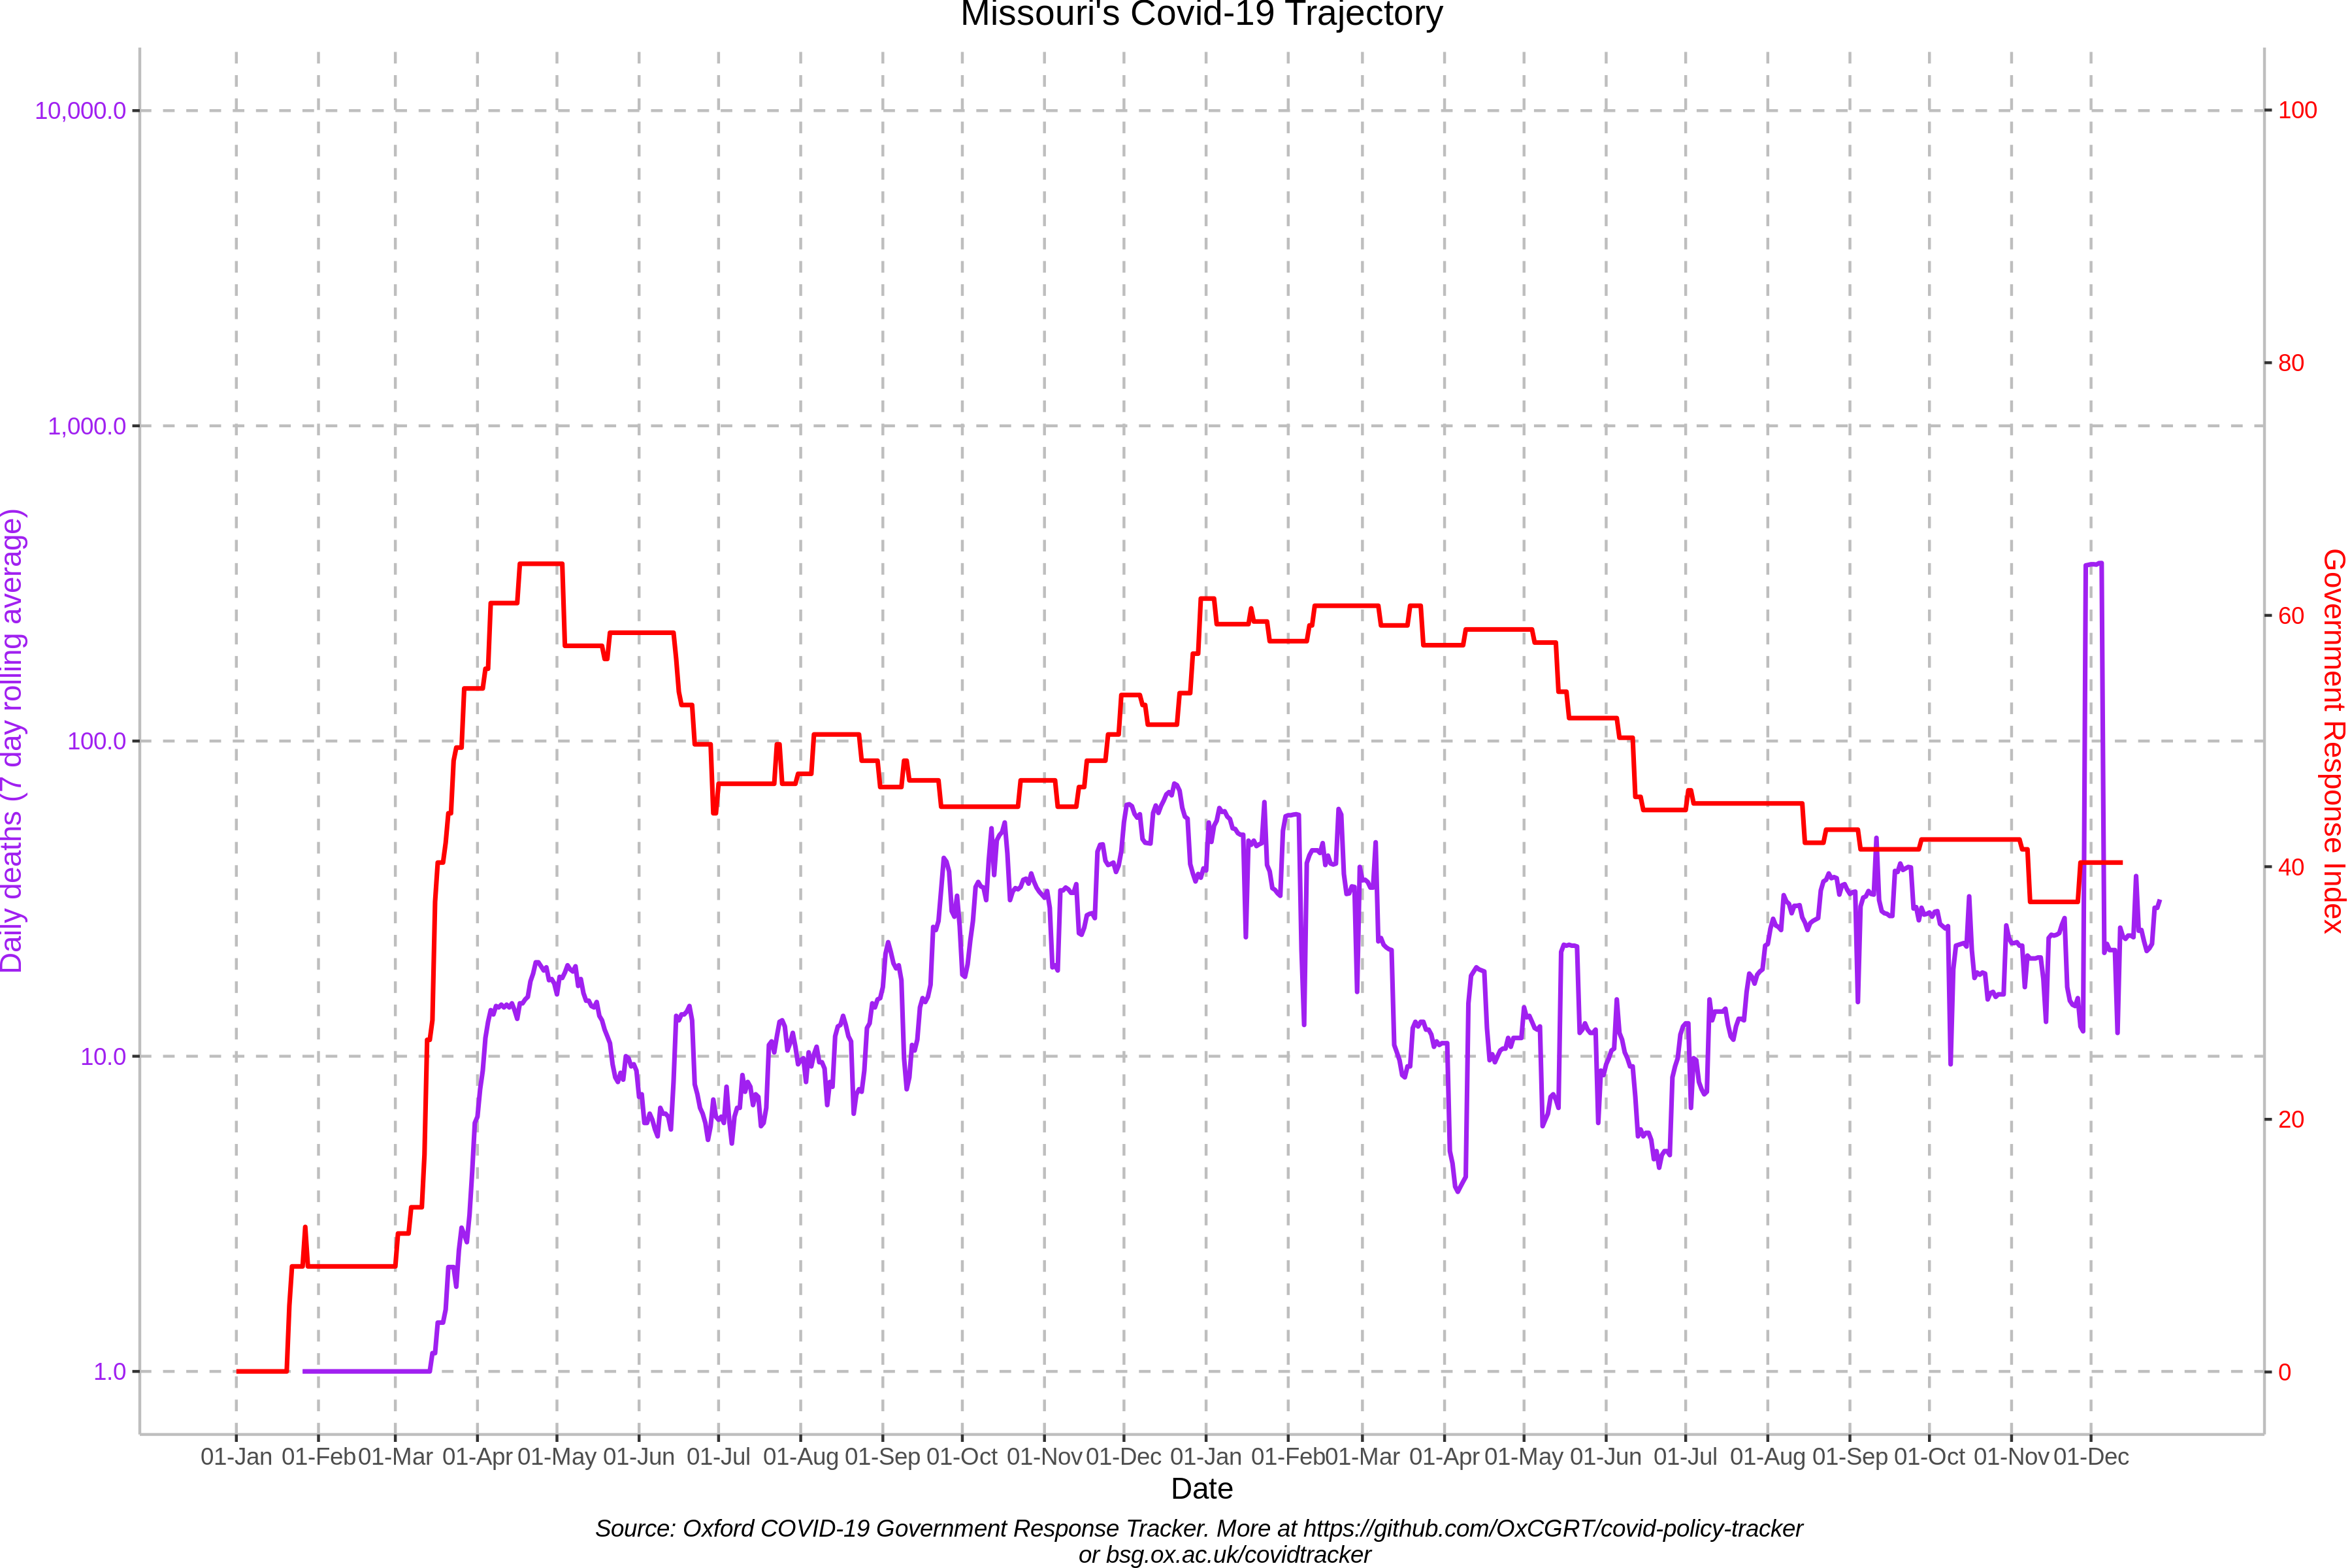 Missouri's Covid-19 Trajectory
10,000.0
1,000.0
100.0
10.0
1.0
Daily deaths (7 day rolling average)
100
80
60
40
20
0
Government Response Index
01-Jan 01-Feb 01-Mar 01-Apr 01-May 01-Jun 01-Jul 01-Aug 01-Sep 01-Oct 01-Nov 01-Dec 01-Jan 01-Feb 01-Mar 01-Apr 01-May 01-Jun 01-Jul 01-Aug 01-Sep 01-Oct 01-Nov 01-Dec
Date
Source: Oxford COVID-19 Government Response Tracker. More at https://github.com/OxCGRT/covid-policy-tracker
or bsg.ox.ac.uk/covidtracker